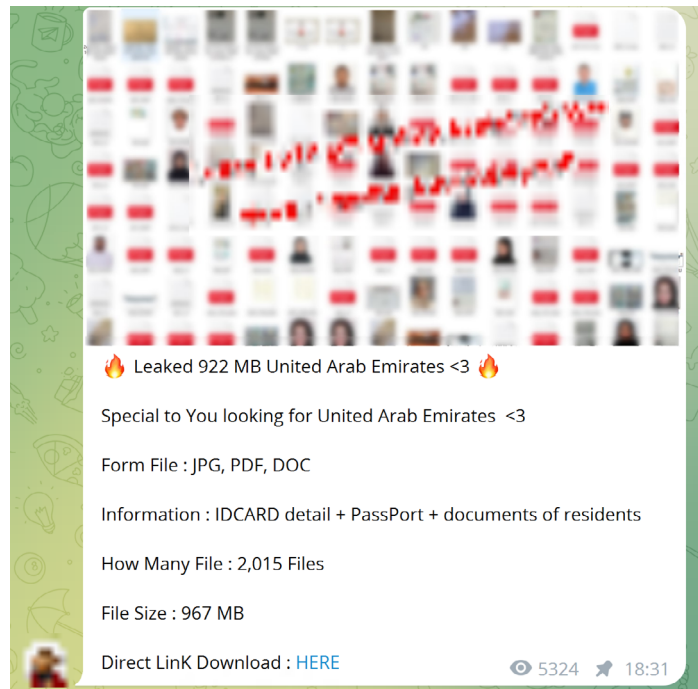 🔥 Leaked 922 MB United Arab Emirates <3 🔥
Special to You looking for United Arab Emirates <3
Form File : JPG, PDF, DOC
Information : IDCARD detail + PassPort + documents of residents
How Many File : 2,015 Files
File Size : 967 MB
Direct LinK Download : HERE
5324 18:31